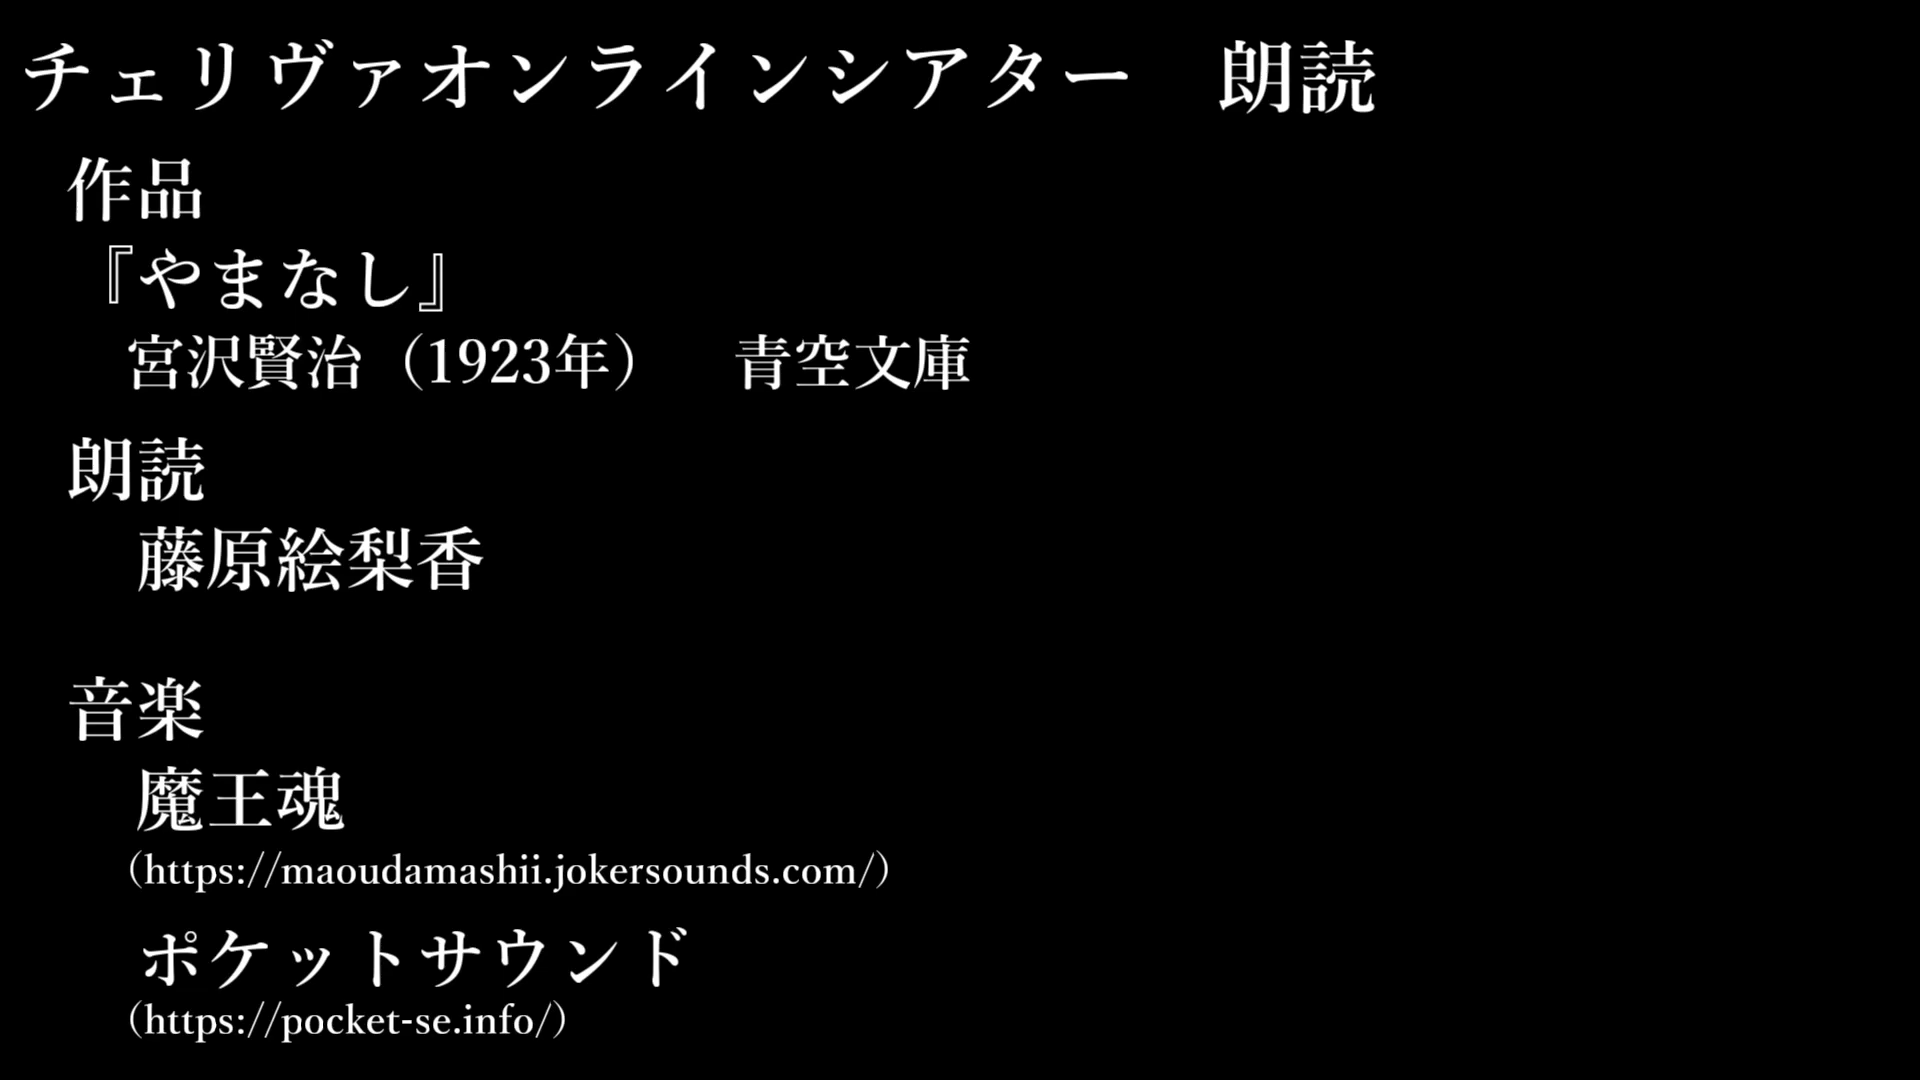 チェリヴァオンラインシアター　朗読
作品
『やまなし』
宮沢賢治（1923年）　青空文庫
朗読
藤原絵梨香
音楽
魔王魂
（https://maoudamashii.jokersounds.com/）
ポケットサウンド
（https://pocket-se.info/）